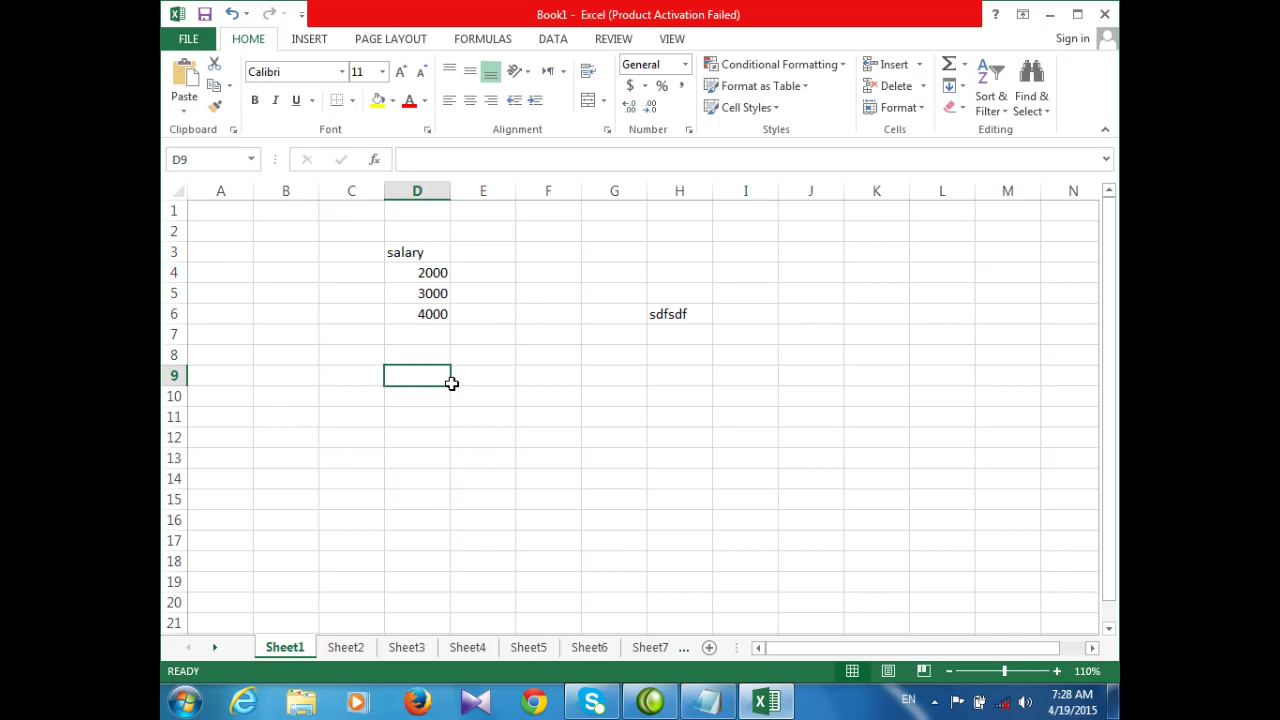 Book1 - Excel (Product Activation Failed)
?
FILE HOME INSERT PAGE LAYOUT FORMULAS DATA REVIEW VIEW Sign in
Paste
Clipboard
Calibri 11
B I U A
Font
Alignment
General
$ % ,
Number
Conditional Formatting
Format as Table
Cell Styles
Styles
Insert
Delete
Format
Cells
Sort & Filter
Find & Select
Editing
D9 fx
A B C D E F G H I J K L M N
1
2
3 salary
4 2000
5 3000
6 4000 sdfsdf
7
8
9
10
11
12
13
14
15
16
17
18
19
20
21
Sheet1 Sheet2 Sheet3 Sheet4 Sheet5 Sheet6 Sheet7 ...
READY 110%
EN 7:28 AM
4/19/2015